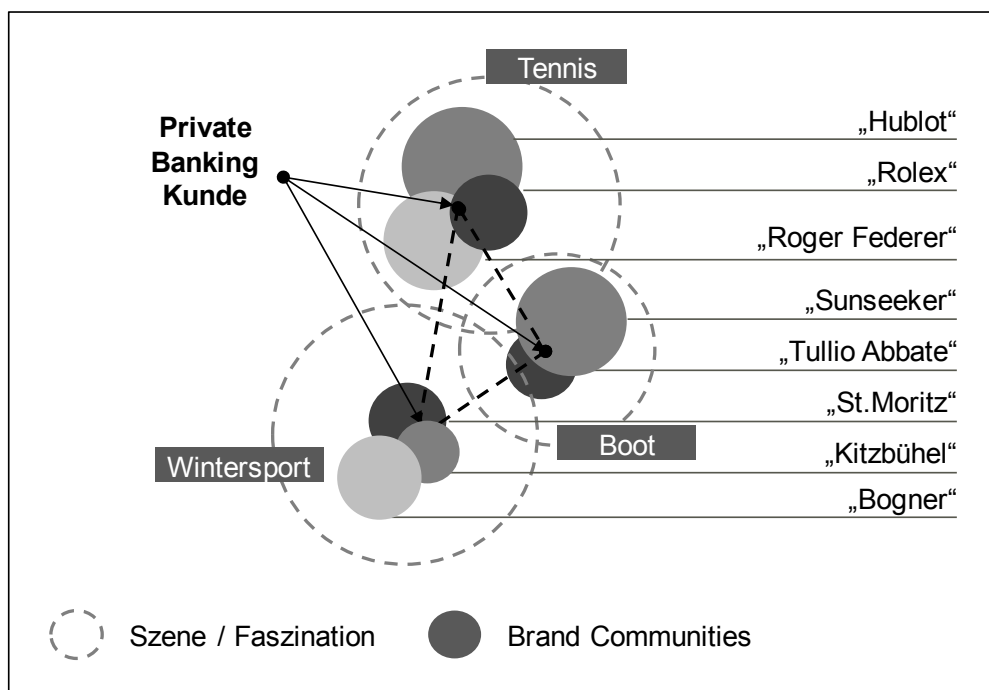 Tennis
Private
Banking
Kunde
„Hublot“
„Rolex“
„Roger Federer“
„Sunseeker“
„Tullio Abbate“
„St.Moritz“
Boot
Wintersport
„Kitzbühel“
„Bogner“
Szene / Faszination
Brand Communities